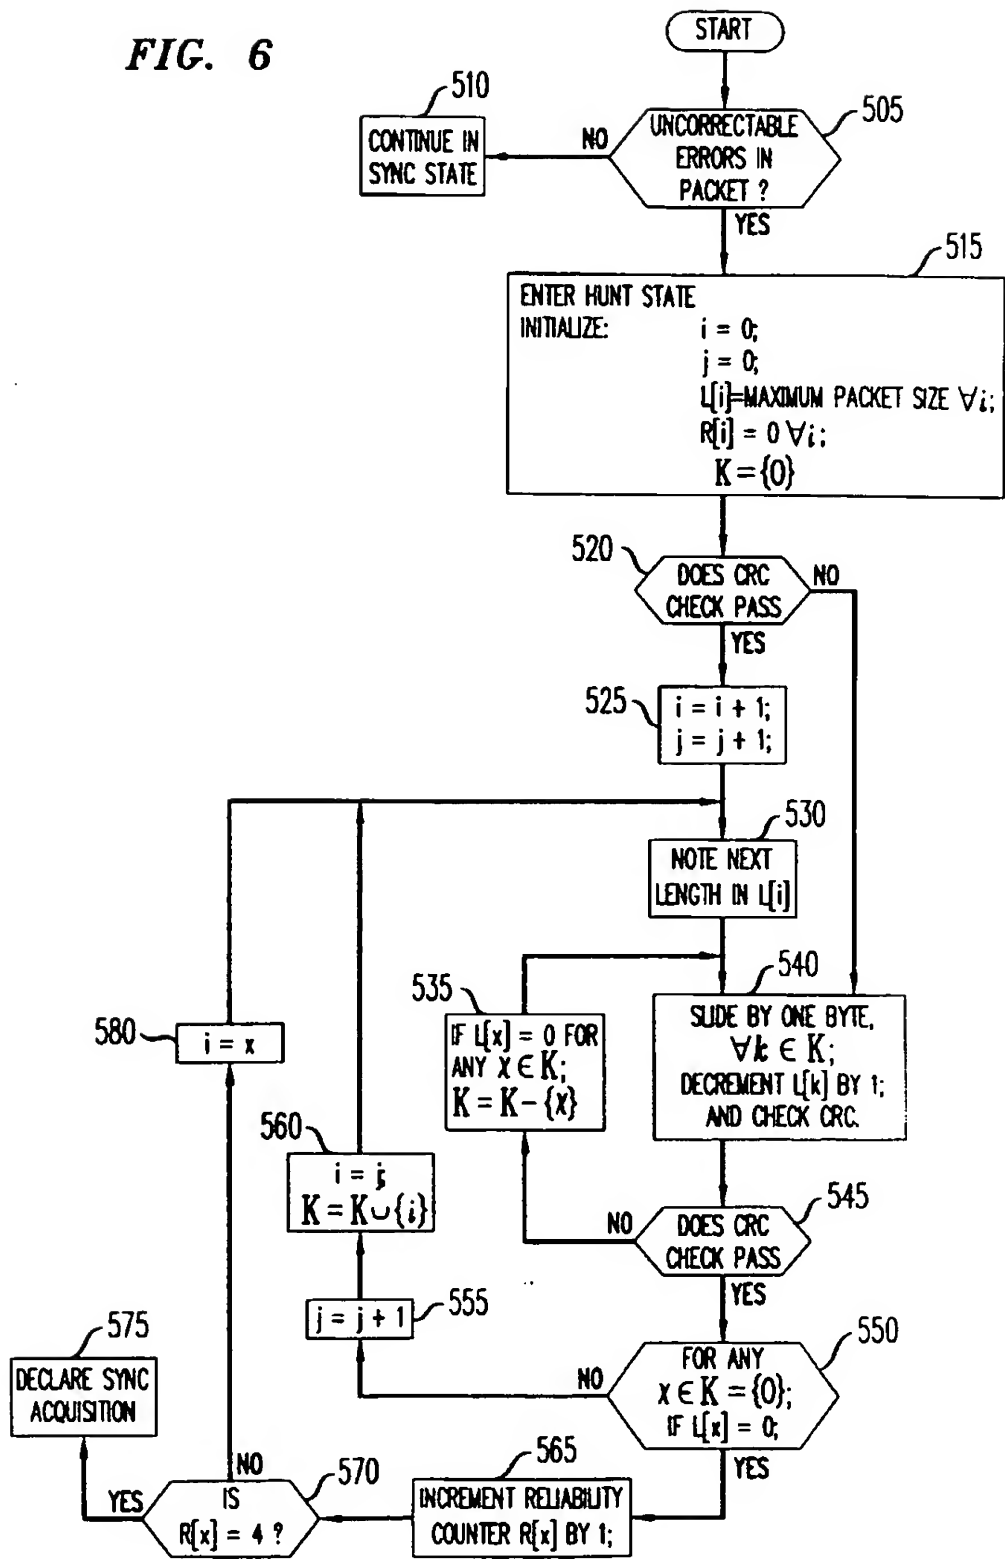 FIG. 6
START
510
505
CONTINUE IN
SYNC STATE
NO
UNCORRECTABLE
ERRORS IN
PACKET ?
YES
515
ENTER HUNT STATE
INITIALIZE: i = 0;
j = 0;
L[i]=MAXIMUM PACKET SIZE ∀i;
R[i] = 0 ∀i;
K = {0}
520
DOES CRC
CHECK PASS
NO
YES
525
i = i + 1;
j = j + 1;
530
NOTE NEXT
LENGTH IN L[i]
535
IF L[x] = 0 FOR
ANY x ∈ K;
K = K – {x}
540
SLIDE BY ONE BYTE,
∀k ∈ K;
DECREMENT L[k] BY 1;
AND CHECK CRC.
580
i = x
560
i = j;
K = K ∪ {i}
545
NO
DOES CRC
CHECK PASS
YES
555
j = j + 1
575
DECLARE SYNC
ACQUISITION
550
NO
FOR ANY
x ∈ K = {0};
IF L[x] = 0;
YES
565
INCREMENT RELIABILITY
COUNTER R[x] BY 1;
570
NO
YES
IS
R[x] = 4 ?